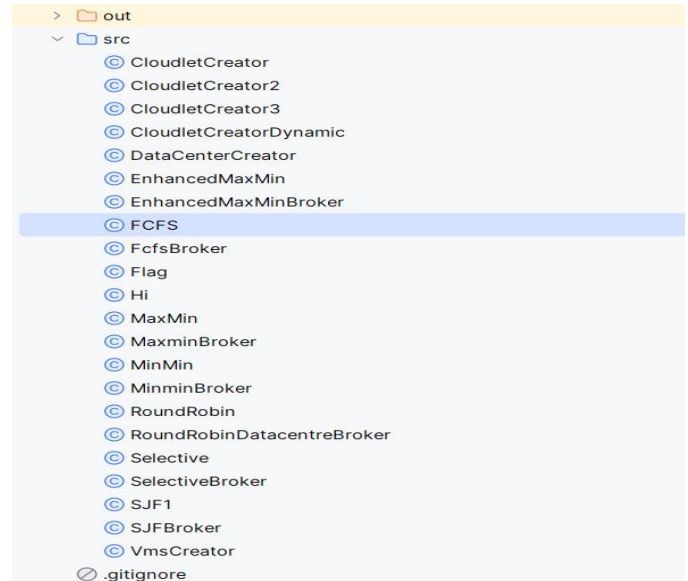 out
src
CloudletCreator
CloudletCreator2
CloudletCreator3
CloudletCreatorDynamic
DataCenterCreator
EnhancedMaxMin
EnhancedMaxMinBroker
FCFS
FcfsBroker
Flag
Hi
MaxMin
MaxminBroker
MinMin
MinminBroker
RoundRobin
RoundRobinDatacentreBroker
Selective
SelectiveBroker
SJF1
SJFBroker
VmsCreator
.gitignore